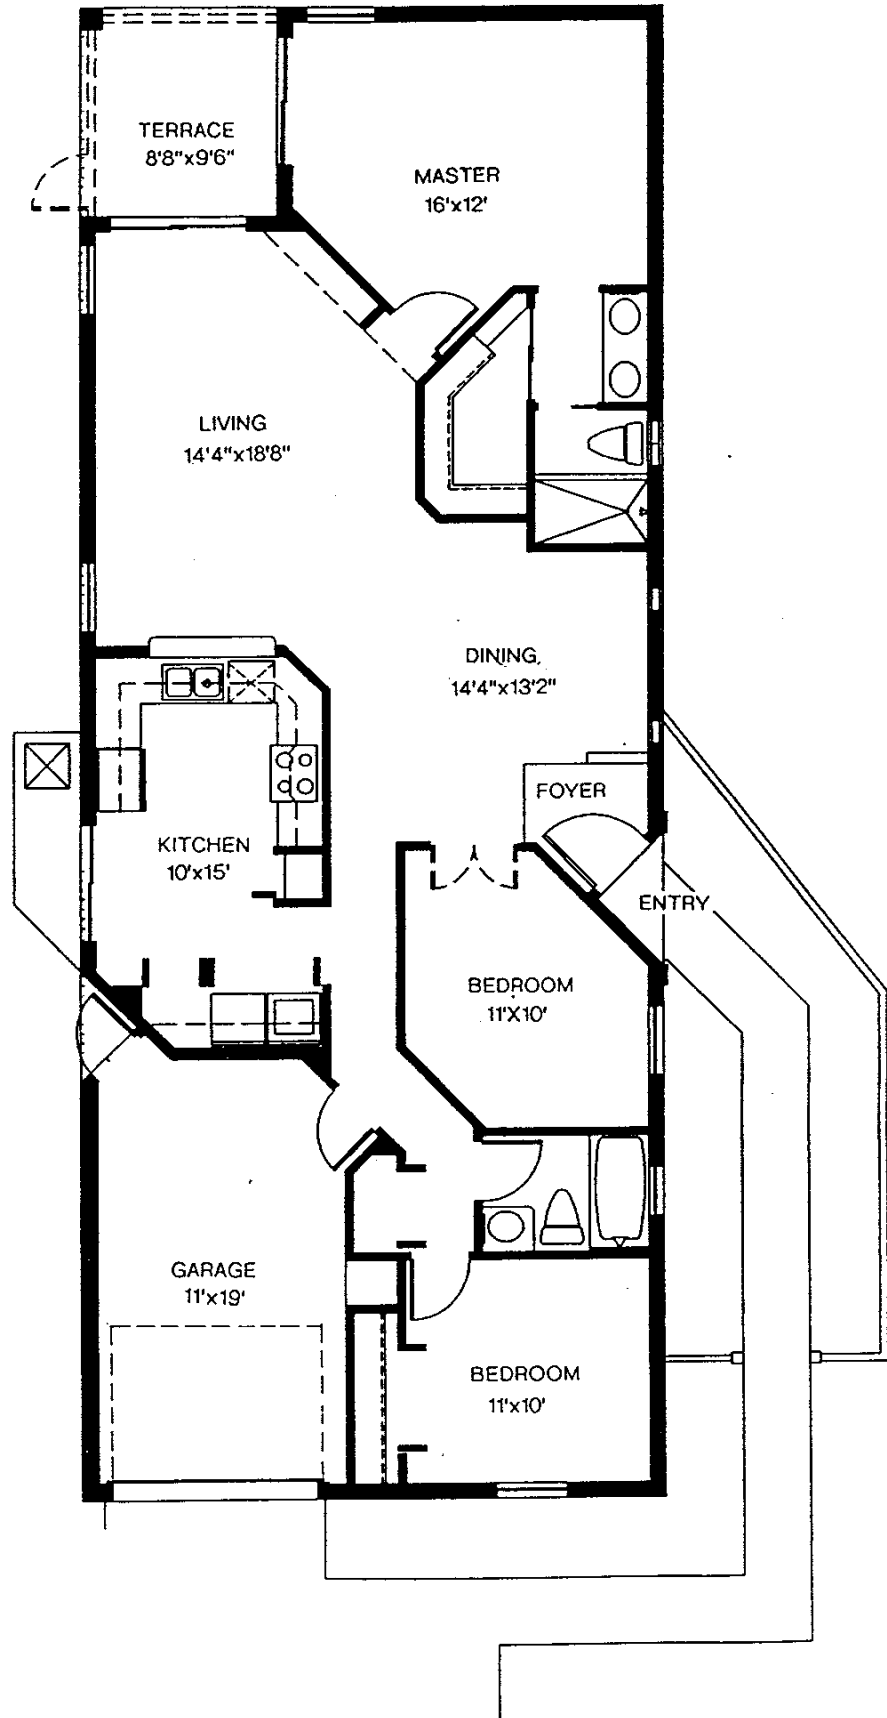 TERRACE
8'8"x9'6"
MASTER
16'x12'
LIVING
14'4"x18'8"
DINING
14'4"x13'2"
FOYER
KITCHEN
10'x15'
ENTRY
BEDROOM
11'X10'
GARAGE
11'x19'
BEDROOM
11'x10'